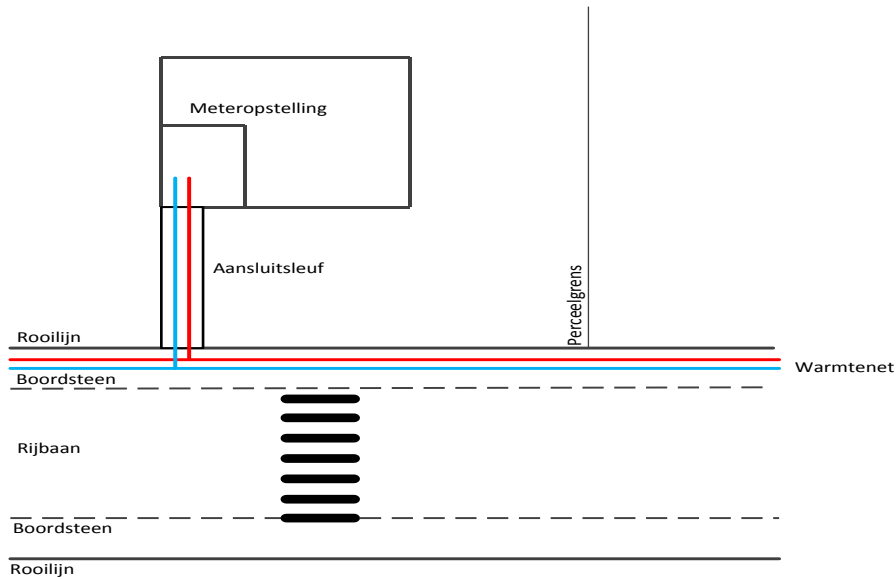 Meteropstelling
Aansluitsleuf
Perceelgrens
Rooilijn
Warmtenet
Boordsteen
Rijbaan
Boordsteen
Rooilijn